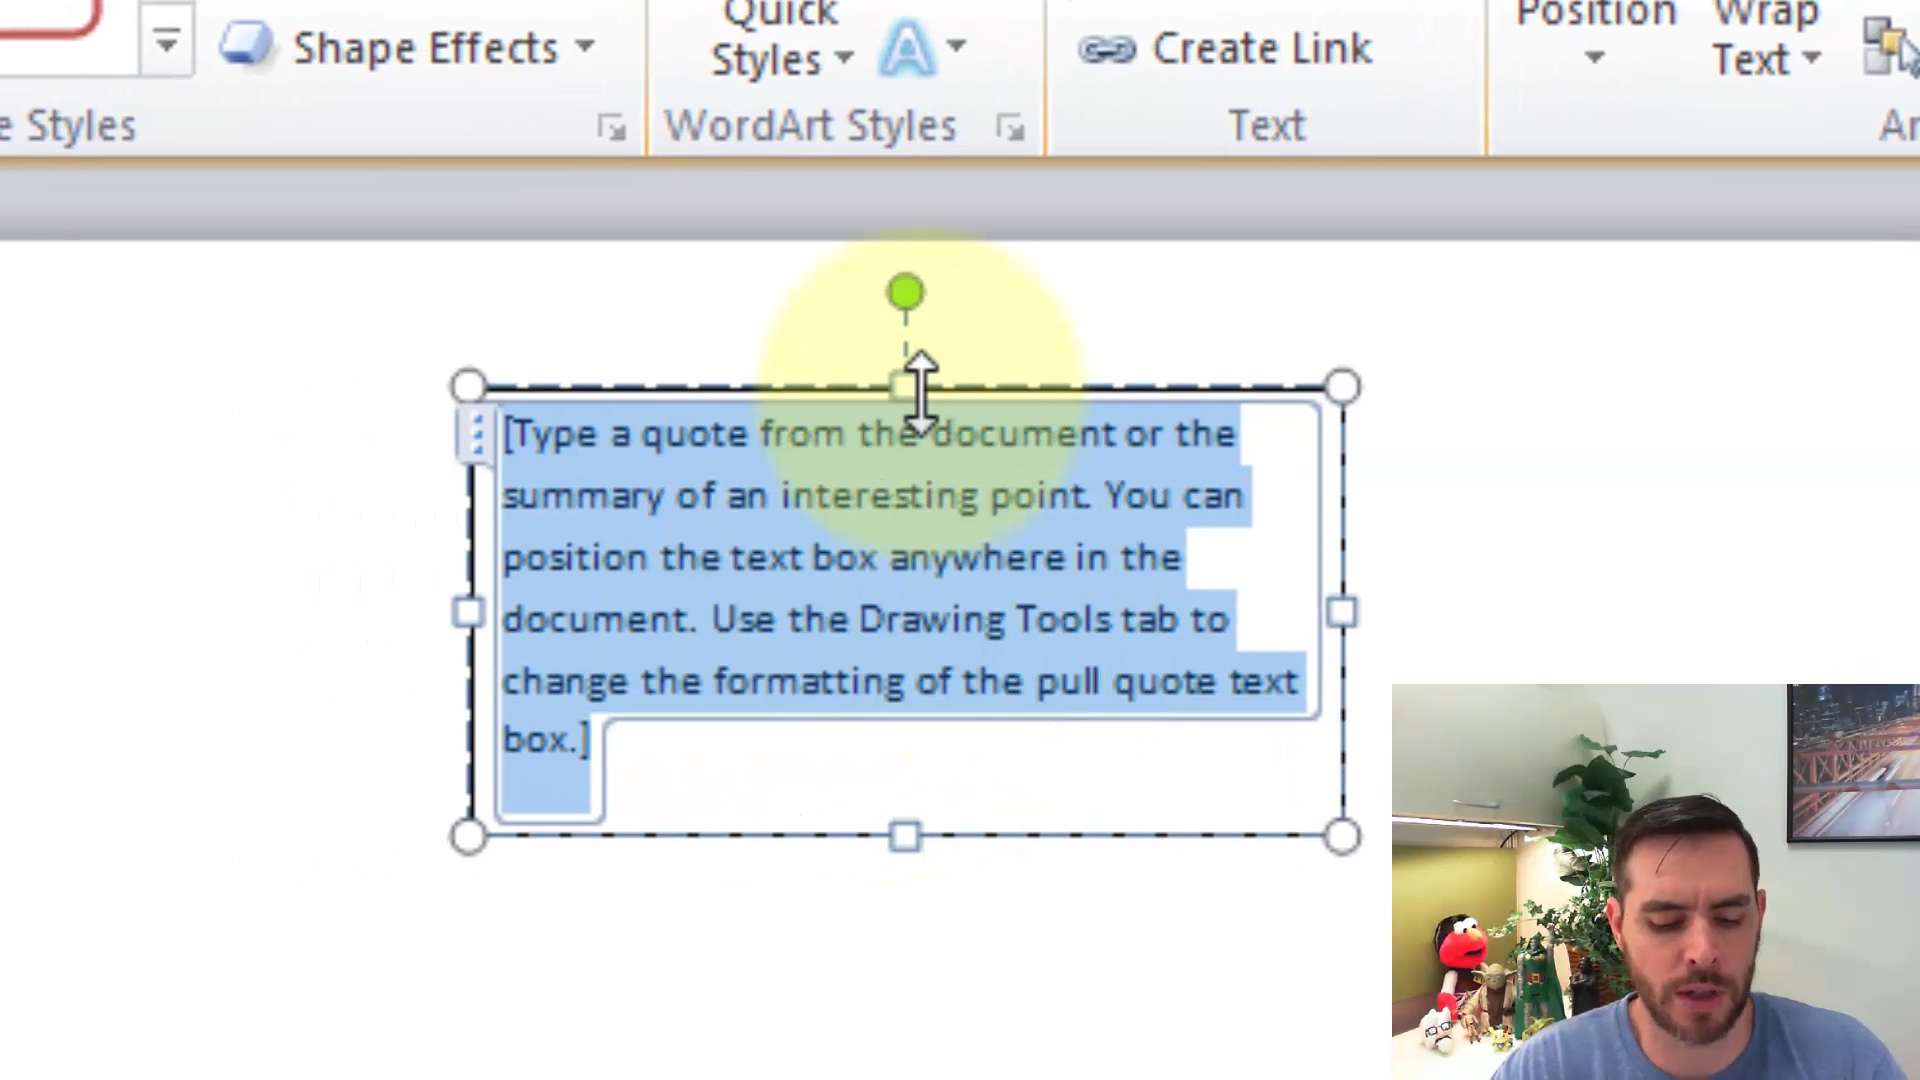 Quick
Styles
Shape Effects
Create Link
Position
Wrap
Text
e Styles
WordArt Styles
Text
Ar
[Type a quote from the document or the
summary of an interesting point. You can
position the text box anywhere in the
document. Use the Drawing Tools tab to
change the formatting of the pull quote text
box.]